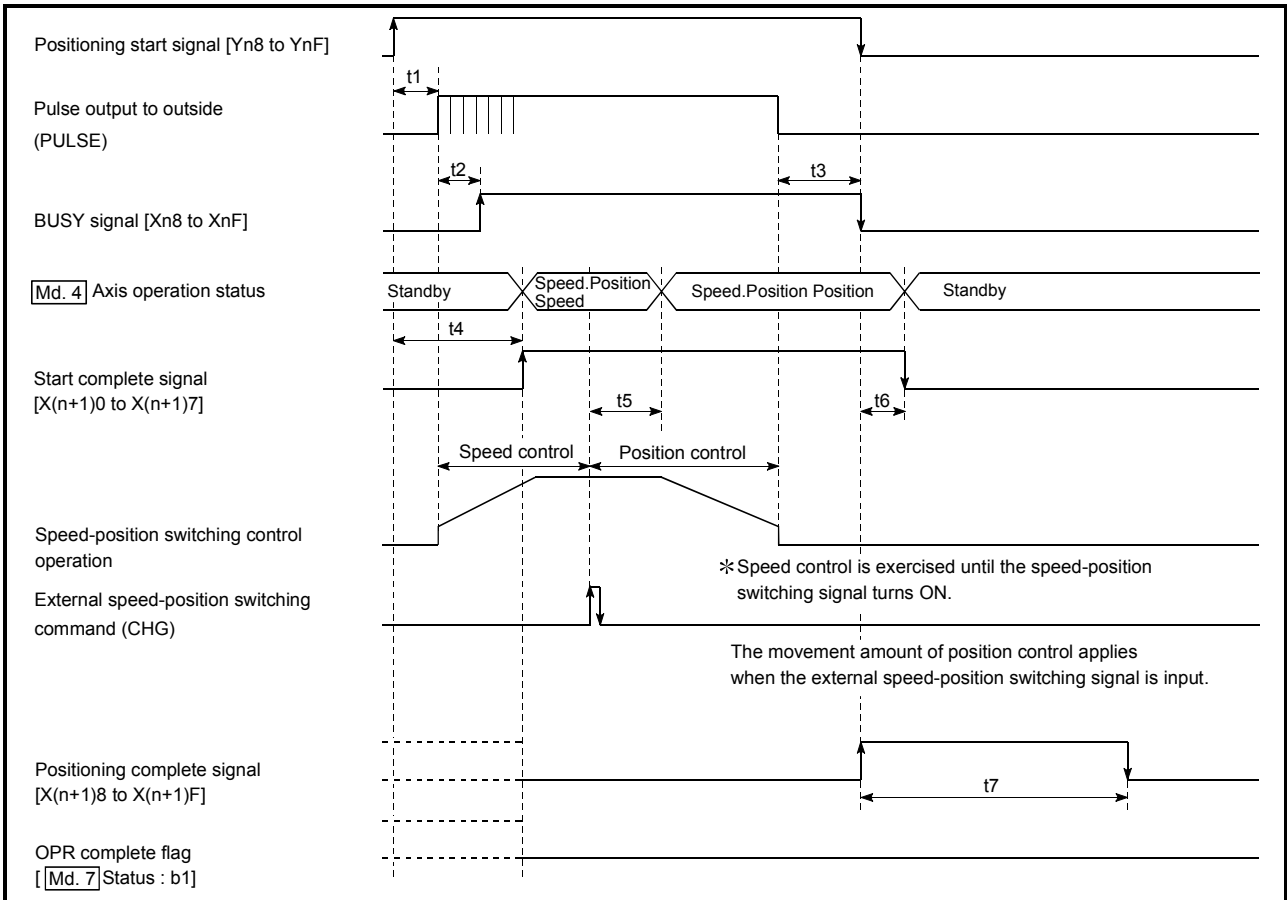 Positioning start signal [Yn8 to YnF]
t1
Pulse output to outside
(PULSE)
t2
t3
BUSY signal [Xn8 to XnF]
Md. 4 Axis operation status
Standby
Speed.Position
Speed
Speed.Position Position
Standby
t4
Start complete signal
[X(n+1)0 to X(n+1)7]
t5
t6
Speed control
Position control
Speed-position switching control
operation
*Speed control is exercised until the speed-position
switching signal turns ON.
External speed-position switching
command (CHG)
The movement amount of position control applies
when the external speed-position switching signal is input.
Positioning complete signal
[X(n+1)8 to X(n+1)F]
t7
OPR complete flag
[ Md. 7 Status : b1]